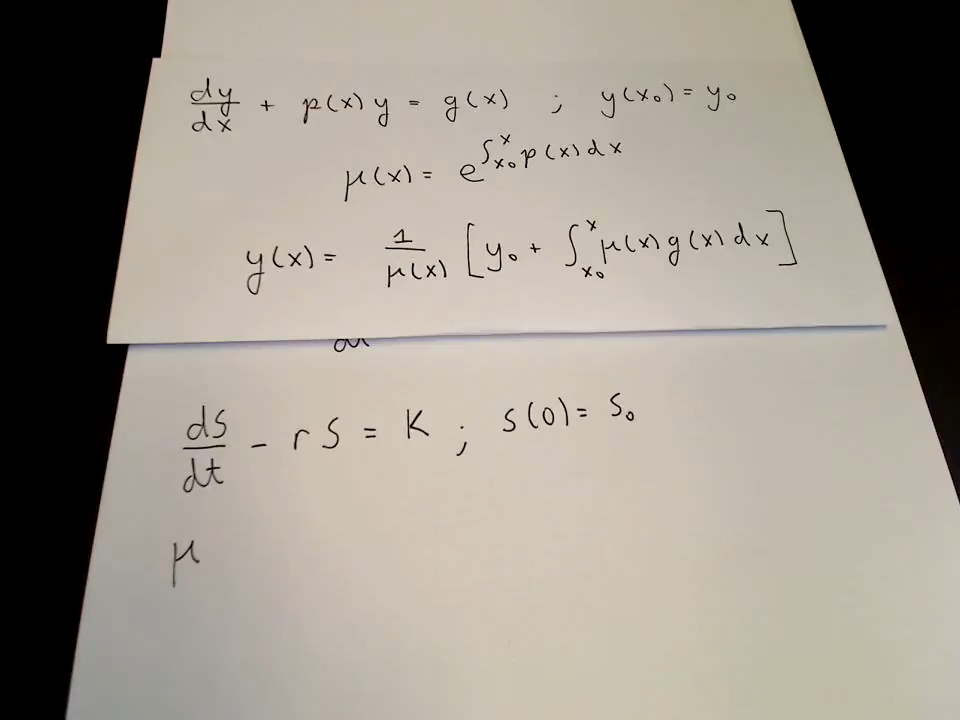 dy/dx + p(x)y = g(x) ; y(x₀) = y₀
μ(x) = e^∫ₓ₀ˣ p(x)dx
y(x) = 1/μ(x) [y₀ + ∫ₓ₀ˣ μ(x)g(x)dx]
dS/dt - rS = K ; S(0) = S₀
μ